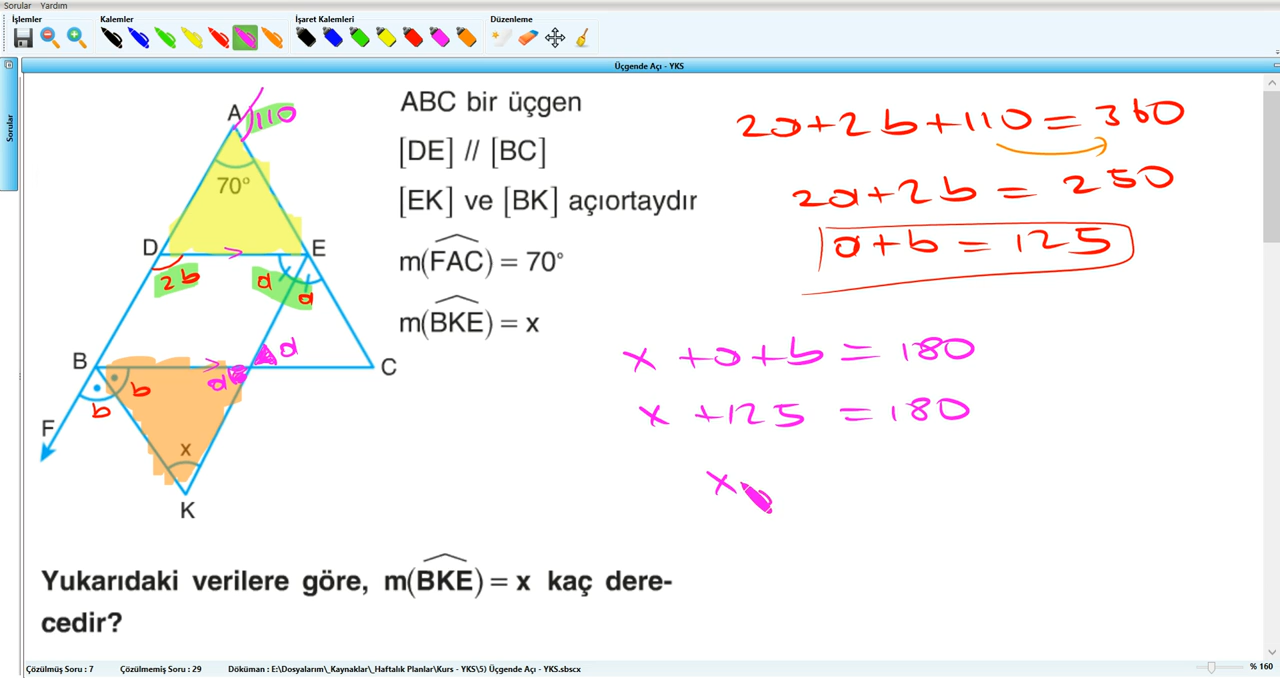 Sorular Yardım
İşlemler Kalemler İşaret Kalemleri Düzenleme
Üçgende Açı - YKS
Sorular
A 110
70°
D E
2b a a
B a a C
b b
F
x
K
ABC bir üçgen
[DE] // [BC]
[EK] ve [BK] açıortaydır
m(FAC) = 70°
m(BKE) = x
2a+2b+110 = 360
2a+2b = 250
a+b = 125
x +a+b = 180
x +125 = 180
x
Yukarıdaki verilere göre, m(BKE) = x kaç dere-
cedir?
Çözülmüş Soru : 7 Çözülmemiş Soru : 29 Döküman : E:\Dosyalarım\_Kaynaklar\_Haftalık Planlar\Kurs - YKS\5) Üçgende Açı - YKS.sbscx % 160